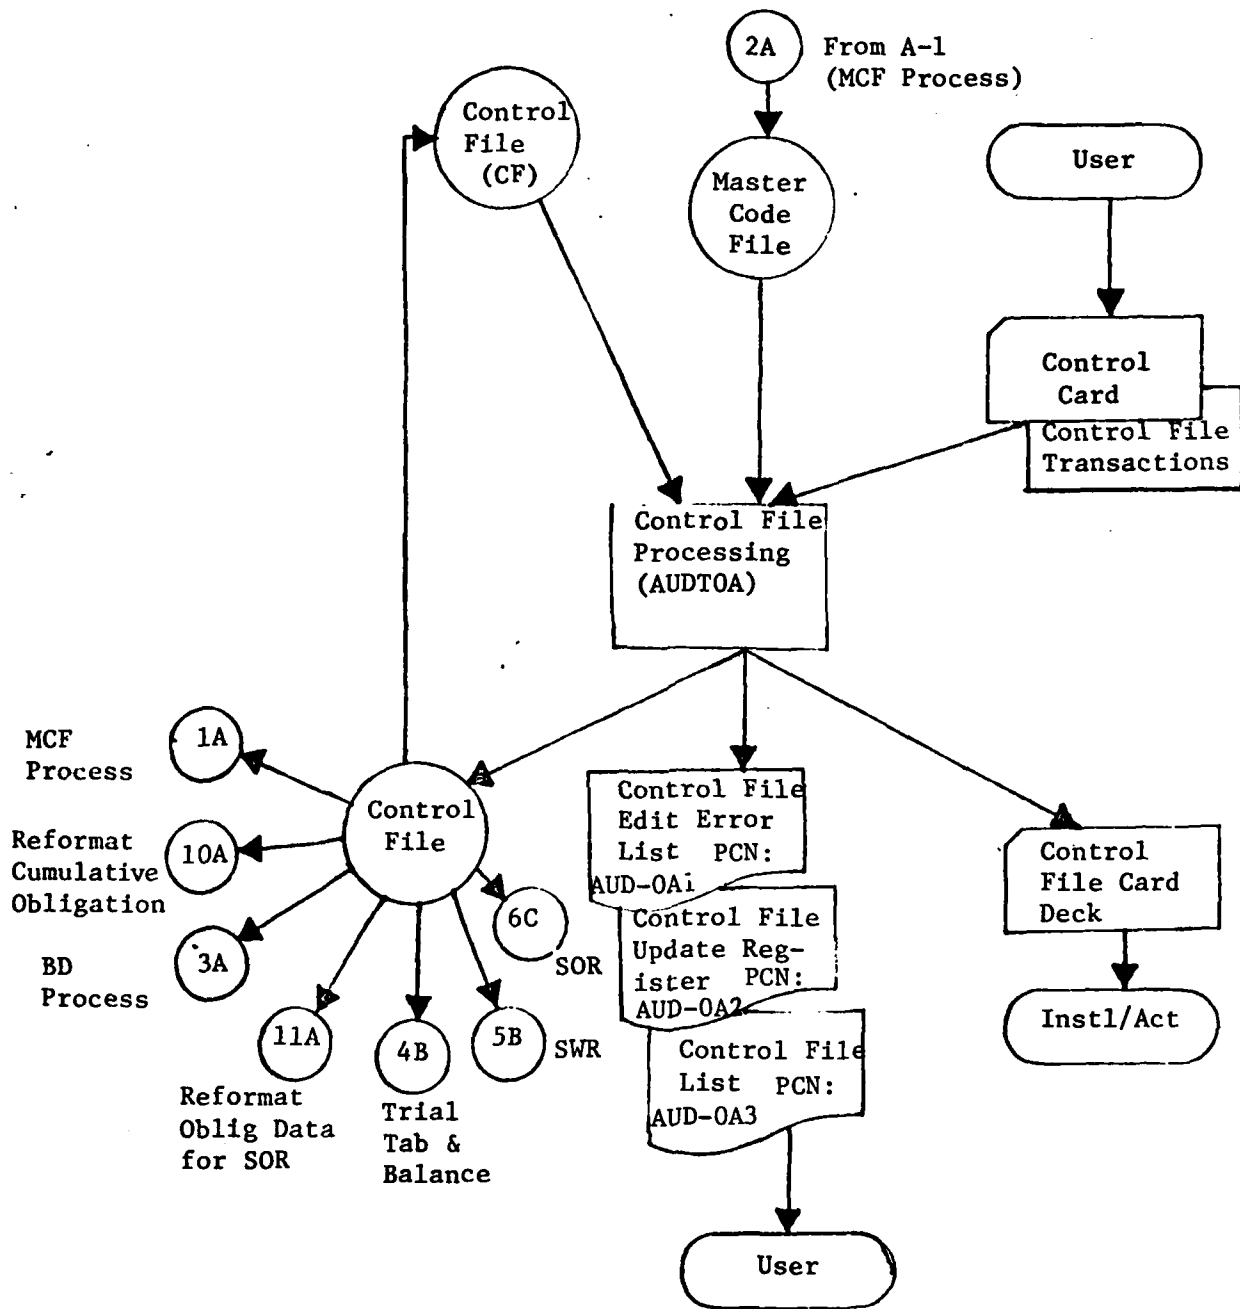 2A
From A-1
(MCF Process)
Control
File
(CF)
Master
Code
File
User
Control
Card
Control File
Transactions
Control File
Processing
(AUDTOA)
MCF
Process
1A
Reformat
Cumulative
Obligation
10A
BD
Process
3A
Control
File
6C
SOR
11A
Reformat
Oblig Data
for SOR
4B
Trial
Tab &
Balance
5B
SWR
Control File
Edit Error
List PCN:
AUD-0A1
Control File
Update Reg-
ister PCN:
AUD-0A2
Control File
List PCN:
AUD-0A3
User
Control
File Card
Deck
Instl/Act